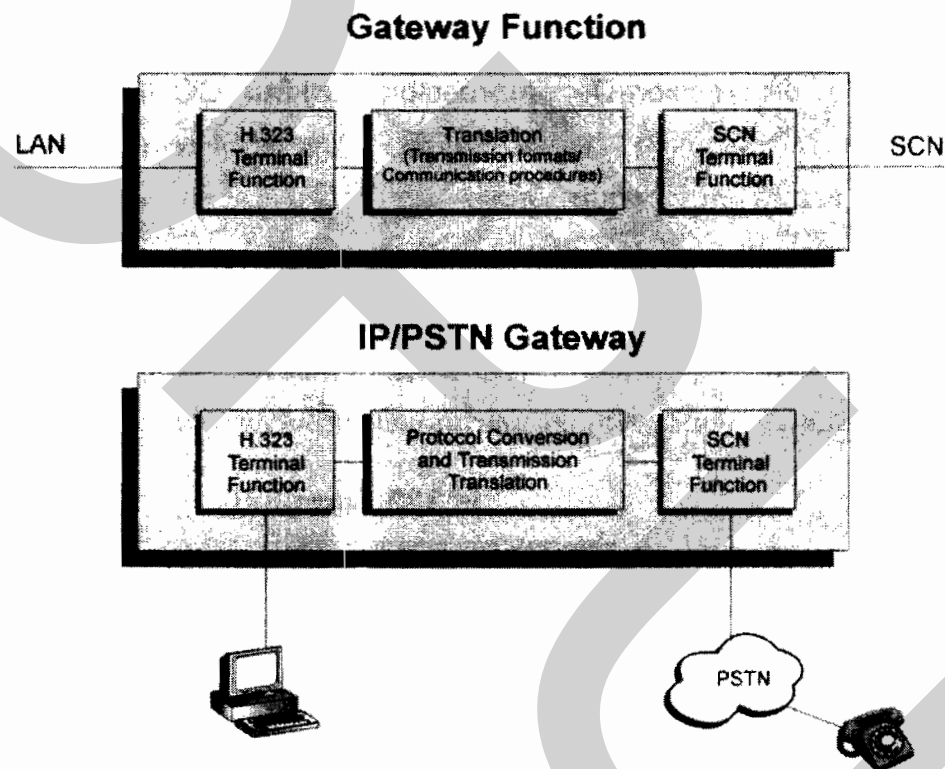 Gateway Function
LAN
H.323
Terminal
Function
Translation
(Transmission formats/
Communication procedures)
SCN
Terminal
Function
SCN
IP/PSTN Gateway
H.323
Terminal
Function
Protocol Conversion
and Transmission
Translation
SCN
Terminal
Function
PSTN